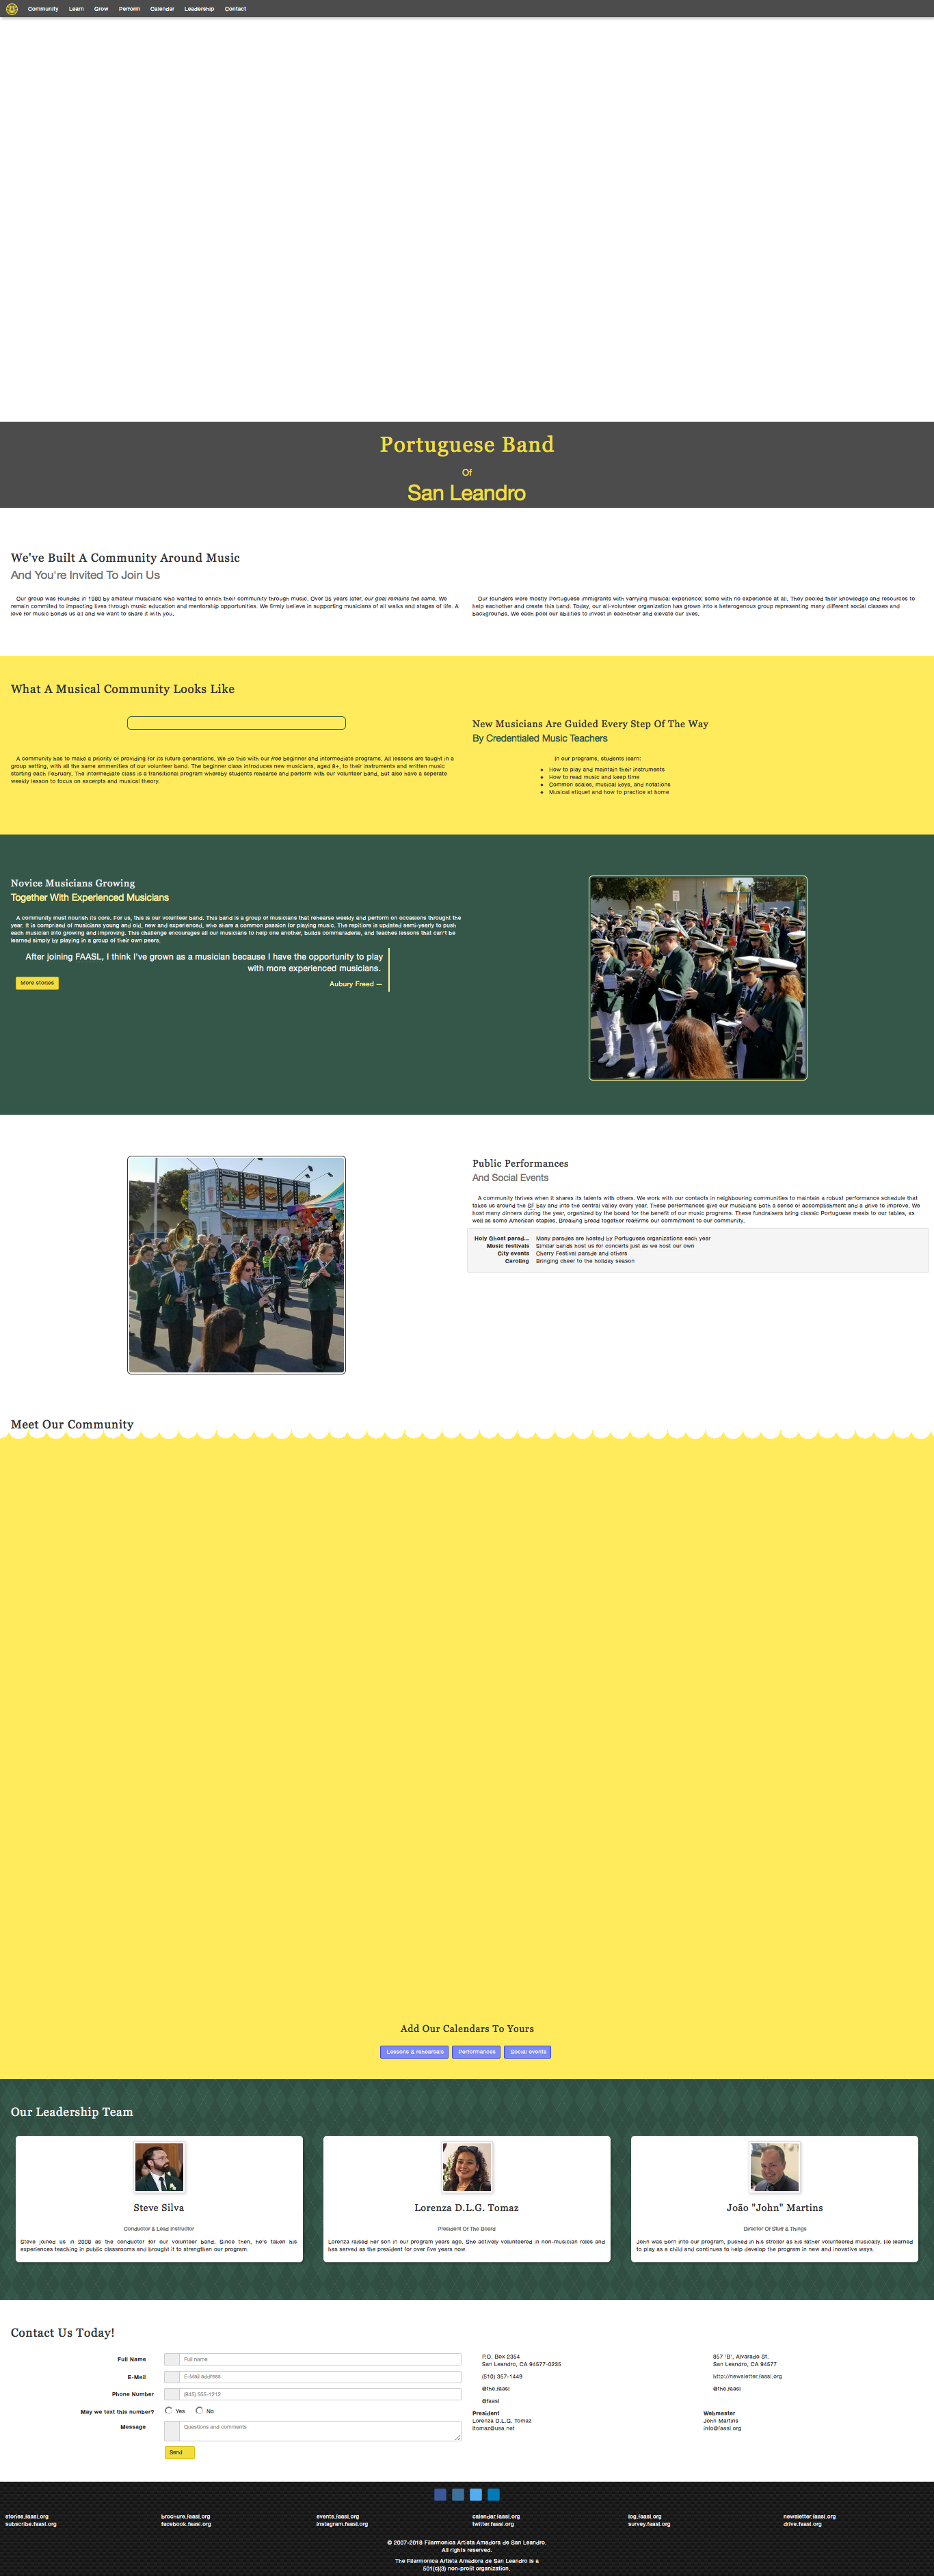 Community Learn Grow Perform Calendar Leadership Contact
Portuguese Band
Of
San Leandro
We've Built A Community Around Music
And You're Invited To Join Us
Our group was founded in 1986 by amateur musicians who wanted to enrich their community through music. Over 35 years later, our goal remains the same. We
remain commited to impacting lives through music education and mentorship opportunities. We firmly believe in supporting musicians of all walks and stages of life. A
love for music bonds us all and we want to share it with you.
Our founders were mostly Portuguese immigrants with varrying musical experience; some with no experience at all. They pooled their knowledge and resources to
help eachother and create this band. Today, our all-volunteer organization has grown into a heterogenous group representing many different social classes and
backgrounds. We each pool our abilities to invest in eachother and elevate our lives.
What A Musical Community Looks Like
A community has to make a priority of providing for its future generations. We do this with our free beginner and intermediate programs. All lessons are taught in a
group setting, with all the same ammenities of our volunteer band. The beginner class introduces new musicians, aged 8+, to their instruments and written music
starting each February. The intermediate class is a transitional program whereby students rehearse and perform with our volunteer band, but also have a seperate
weekly lesson to focus on excerpts and musical theory.
New Musicians Are Guided Every Step Of The Way
By Credentialed Music Teachers
In our programs, students learn:
How to play and maintain their instruments
How to read music and keep time
Common scales, musical keys, and notations
Musical etiquet and how to practice at home
Novice Musicians Growing
Together With Experienced Musicians
A community must nourish its core. For us, this is our volunteer band. This band is a group of musicians that rehearse weekly and perform on occasions throught the
year. It is comprised of musicians young and old, new and experienced, who share a common passion for playing music. The repitoire is updated semi-yearly to push
each musician into growing and improving. This challenge encourages all our musicians to help one another, builds commaraderie, and teaches lessons that can't be
learned simply by playing in a group of their own peers.
After joining FAASL, I think I've grown as a musician because I have the opportunity to play
with more experienced musicians.
Aubury Freed —
More stories
Public Performances
And Social Events
A community thrives when it shares its talents with others. We work with our contacts in neighbouring communities to maintain a robust performance schedule that
takes us around the SF bay and into the central valley every year. These performances give our musicians both a sense of accomplishment and a drive to improve. We
host many dinners during the year, organized by the board for the benefit of our music programs. These fundraisers bring classic Portuguese meals to our tables, as
well as some American staples. Breaking bread together reaffirms our commitment to our community.
Holy Ghost parad... Many parades are hosted by Portuguese organizations each year
Music festivals Similar bands host us for concerts just as we host our own
City events Cherry Festival parade and others
Caroling Bringing cheer to the holiday season
Meet Our Community
Add Our Calendars To Yours
Lessons & rehearsals Performances Social events
Our Leadership Team
Steve Silva
Conductor & Lead Instructor
Steve joined us in 2008 as the conductor for our volunteer band. Since then, he's taken his
experiences teaching in public classrooms and brought it to strengthen our program.
Lorenza D.L.G. Tomaz
President Of The Board
Lorenza raised her son in our program years ago. She actively volunteered in non-musician roles and
has served as the president for over five years now.
João "John" Martins
Director Of Stuff & Things
John was born into our program, pushed in his stroller as his father volunteered musically. He learned
to play as a child and continues to help develop the program in new and inovative ways.
Contact Us Today!
Full Name Full name
E-Mail E-Mail address
Phone Number (845) 555-1212
May we text this number? Yes No
Message Questions and comments
Send
P.O. Box 2354
San Leandro, CA 94577-0235
(510) 357-1449
@the.faasl
@faasl
President
Lorenza D.L.G. Tomaz
ltomaz@usa.net
857 'B', Alvarado St.
San Leandro, CA 94577
http://newsletter.faasl.org
@the.faasl
Webmaster
John Martins
info@faasl.org
stories.faasl.org brochure.faasl.org events.faasl.org calendar.faasl.org log.faasl.org newsletter.faasl.org
subscribe.faasl.org facebook.faasl.org instagram.faasl.org twitter.faasl.org survey.faasl.org drive.faasl.org
© 2007-2018 Filarmonica Artista Amadora de San Leandro.
All rights reserved.
The Filarmonica Artista Amadora de San Leandro is a
501(c)(3) non-profit organization.